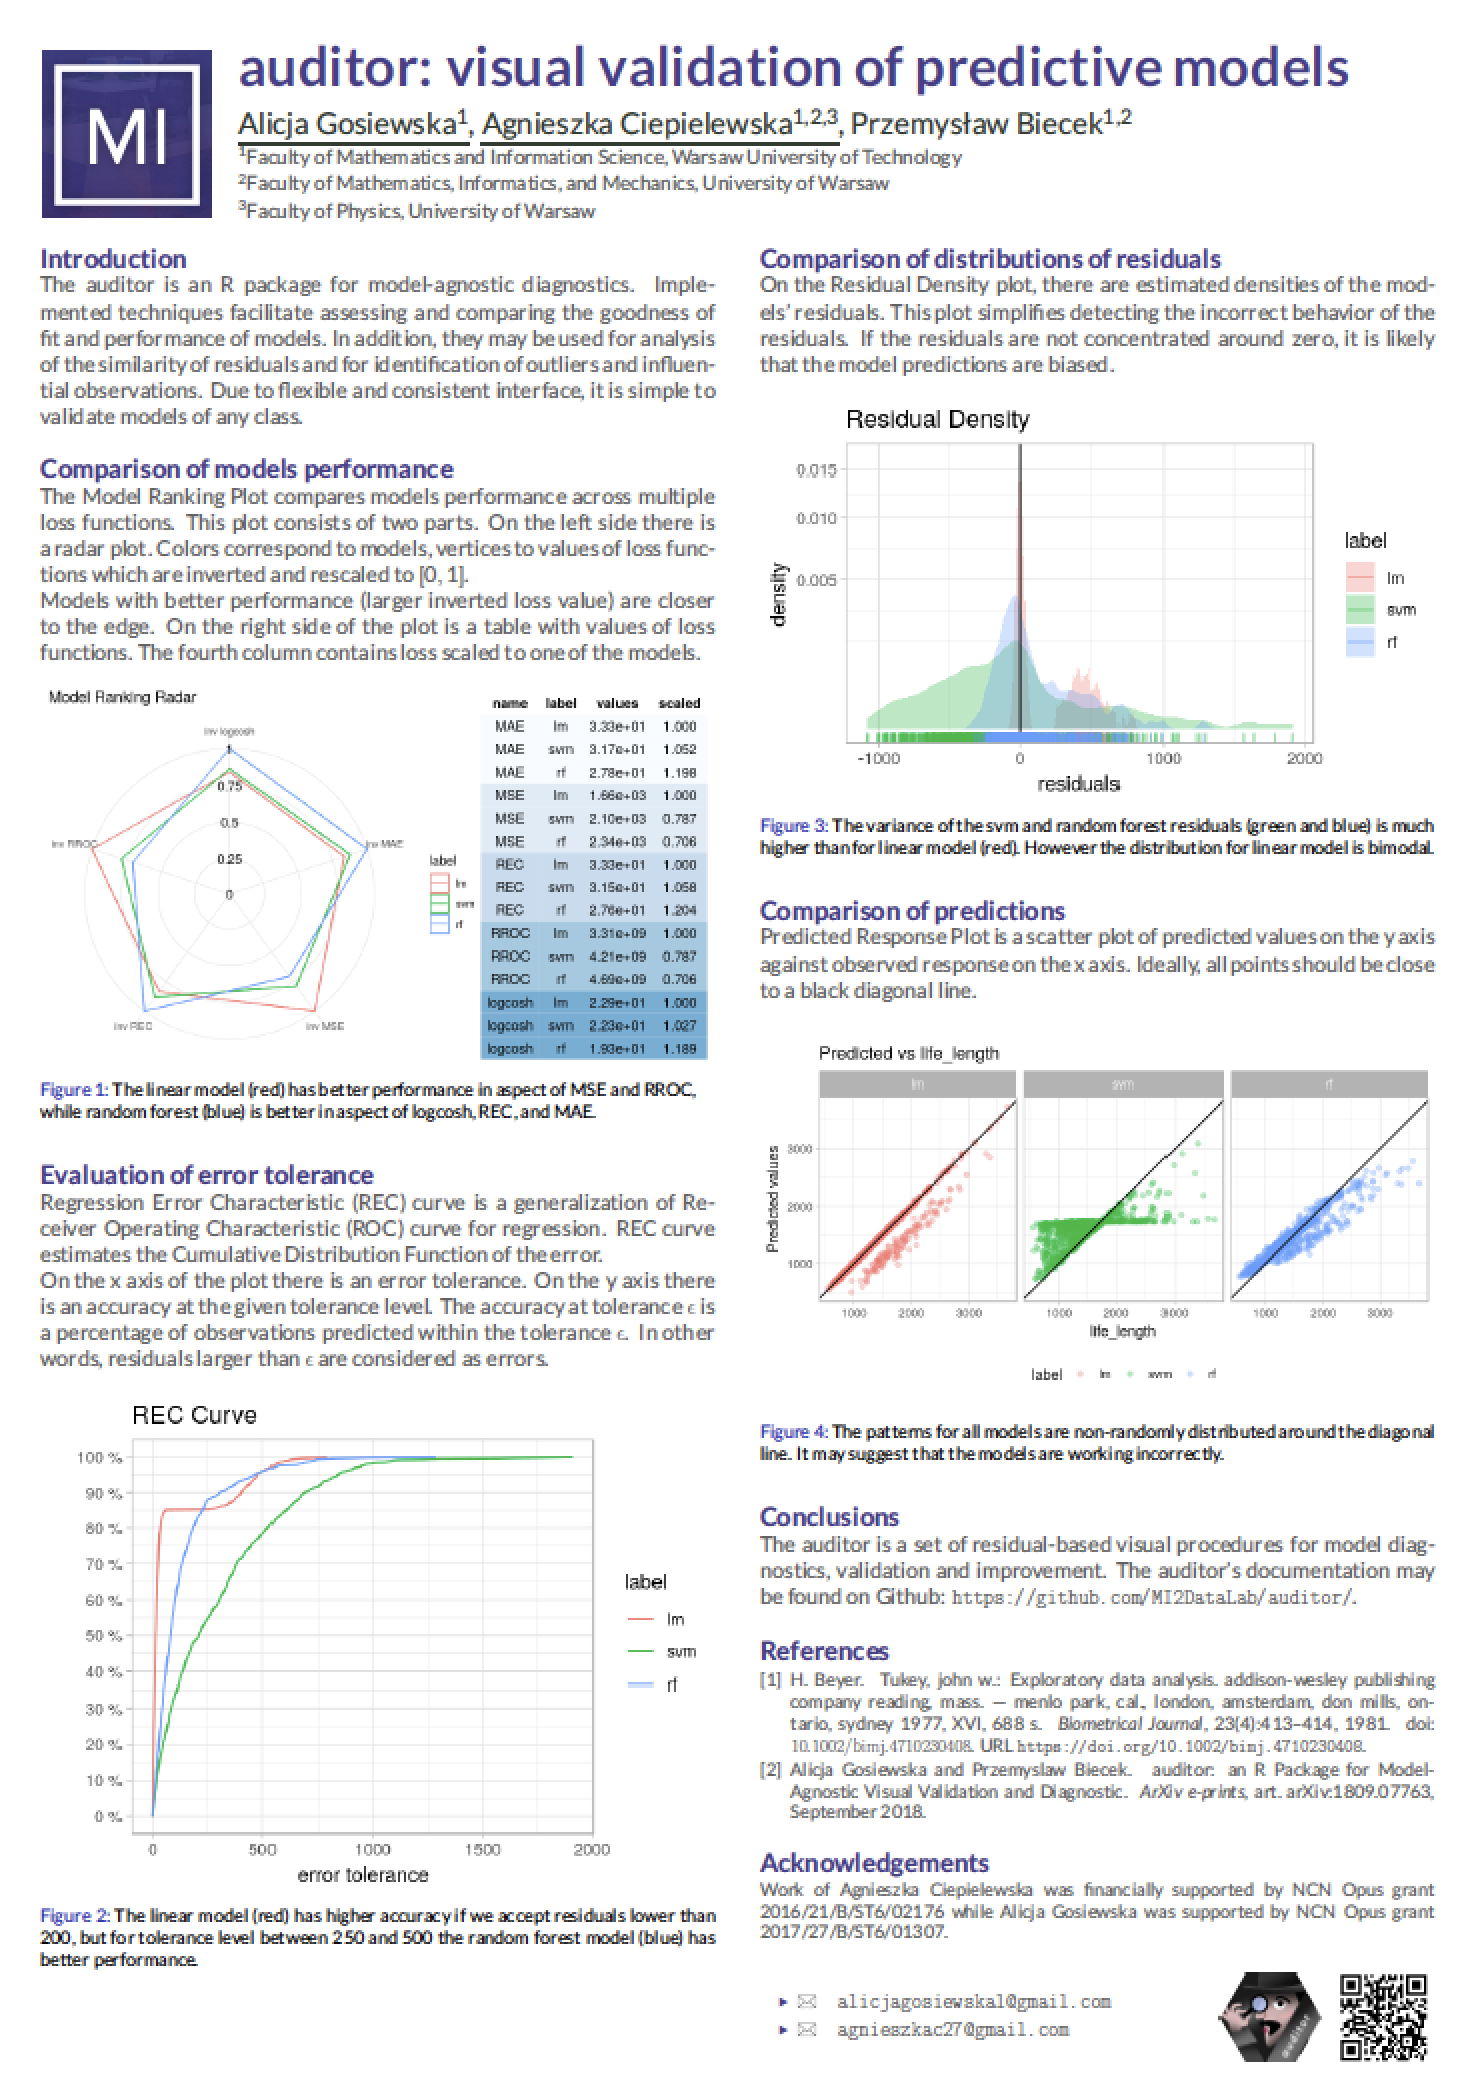 MI
auditor: visual validation of predictive models
Alicja Gosiewska1, Agnieszka Ciepielewska1,2,3, Przemysław Biecek1,2
1Faculty of Mathematics and Information Science, Warsaw University of Technology
2Faculty of Mathematics, Informatics, and Mechanics, University of Warsaw
3Faculty of Physics, University of Warsaw
Introduction
The auditor is an R package for model-agnostic diagnostics. Imple-
mented techniques facilitate assessing and comparing the goodness of
fit and performance of models. In addition, they may be used for analysis
of the similarity of residuals and for identification of outliers and influen-
tial observations. Due to flexible and consistent interface, it is simple to
validate models of any class.
Comparison of models performance
The Model Ranking Plot compares models performance across multiple
loss functions. This plot consists of two parts. On the left side there is
a radar plot. Colors correspond to models, vertices to values of loss func-
tions which are inverted and rescaled to [0, 1].
Models with better performance (larger inverted loss value) are closer
to the edge. On the right side of the plot is a table with values of loss
functions. The fourth column contains loss scaled to one of the models.
Model Ranking Radar
inv logcosh
1
0.75
0.5
0.25
0
inv RROC
inv MAE
inv REC
inv MSE
label
lm
svm
rf
name label values scaled
MAE lm 3.33e+01 1.000
MAE svm 3.17e+01 1.052
MAE rf 2.78e+01 1.198
MSE lm 1.66e+03 1.000
MSE svm 2.10e+03 0.787
MSE rf 2.34e+03 0.706
REC lm 3.33e+01 1.000
REC svm 3.15e+01 1.058
REC rf 2.76e+01 1.204
RROC lm 3.31e+09 1.000
RROC svm 4.21e+09 0.787
RROC rf 4.69e+09 0.706
logcosh lm 2.29e+01 1.000
logcosh svm 2.23e+01 1.027
logcosh rf 1.93e+01 1.189
Figure 1: The linear model (red) has better performance in aspect of MSE and RROC,
while random forest (blue) is better in aspect of logcosh, REC, and MAE.
Evaluation of error tolerance
Regression Error Characteristic (REC) curve is a generalization of Re-
ceiver Operating Characteristic (ROC) curve for regression. REC curve
estimates the Cumulative Distribution Function of the error.
On the x axis of the plot there is an error tolerance. On the y axis there
is an accuracy at the given tolerance level. The accuracy at tolerance ϵ is
a percentage of observations predicted within the tolerance ϵ. In other
words, residuals larger than ϵ are considered as errors.
REC Curve
100 %
90 %
80 %
70 %
60 %
50 %
40 %
30 %
20 %
10 %
0 %
0 500 1000 1500 2000
error tolerance
label
lm
svm
rf
Figure 2: The linear model (red) has higher accuracy if we accept residuals lower than
200, but for tolerance level between 250 and 500 the random forest model (blue) has
better performance.
Comparison of distributions of residuals
On the Residual Density plot, there are estimated densities of the mod-
els' residuals. This plot simplifies detecting the incorrect behavior of the
residuals. If the residuals are not concentrated around zero, it is likely
that the model predictions are biased.
Residual Density
density
0.015
0.010
0.005
-1000 0 1000 2000
residuals
label
lm
svm
rf
Figure 3: The variance of the svm and random forest residuals (green and blue) is much
higher than for linear model (red). However the distribution for linear model is bimodal.
Comparison of predictions
Predicted Response Plot is a scatter plot of predicted values on the y axis
against observed response on the x axis. Ideally, all points should be close
to a black diagonal line.
Predicted vs life_length
lm svm rf
Predicted values
3000
2000
1000
1000 2000 3000 1000 2000 3000 1000 2000 3000
life_length
label lm svm rf
Figure 4: The patterns for all models are non-randomly distributed around the diagonal
line. It may suggest that the models are working incorrectly.
Conclusions
The auditor is a set of residual-based visual procedures for model diag-
nostics, validation and improvement. The auditor's documentation may
be found on Github: https://github.com/MI2DataLab/auditor/.
References
[1] H. Beyer. Tukey, john w.: Exploratory data analysis. addison-wesley publishing
company reading, mass. — menlo park, cal., london, amsterdam, don mills, on-
tario, sydney 1977, XVI, 688 s. Biometrical Journal, 23(4):413–414, 1981. doi:
10.1002/bimj.4710230408. URL https://doi.org/10.1002/bimj.4710230408.
[2] Alicja Gosiewska and Przemyslaw Biecek. auditor: an R Package for Model-
Agnostic Visual Validation and Diagnostic. ArXiv e-prints, art. arXiv:1809.07763,
September 2018.
Acknowledgements
Work of Agnieszka Ciepielewska was financially supported by NCN Opus grant
2016/21/B/ST6/02176 while Alicja Gosiewska was supported by NCN Opus grant
2017/27/B/ST6/01307.
alicjagosiewska1@gmail.com
agnieszkac27@gmail.com
auditor